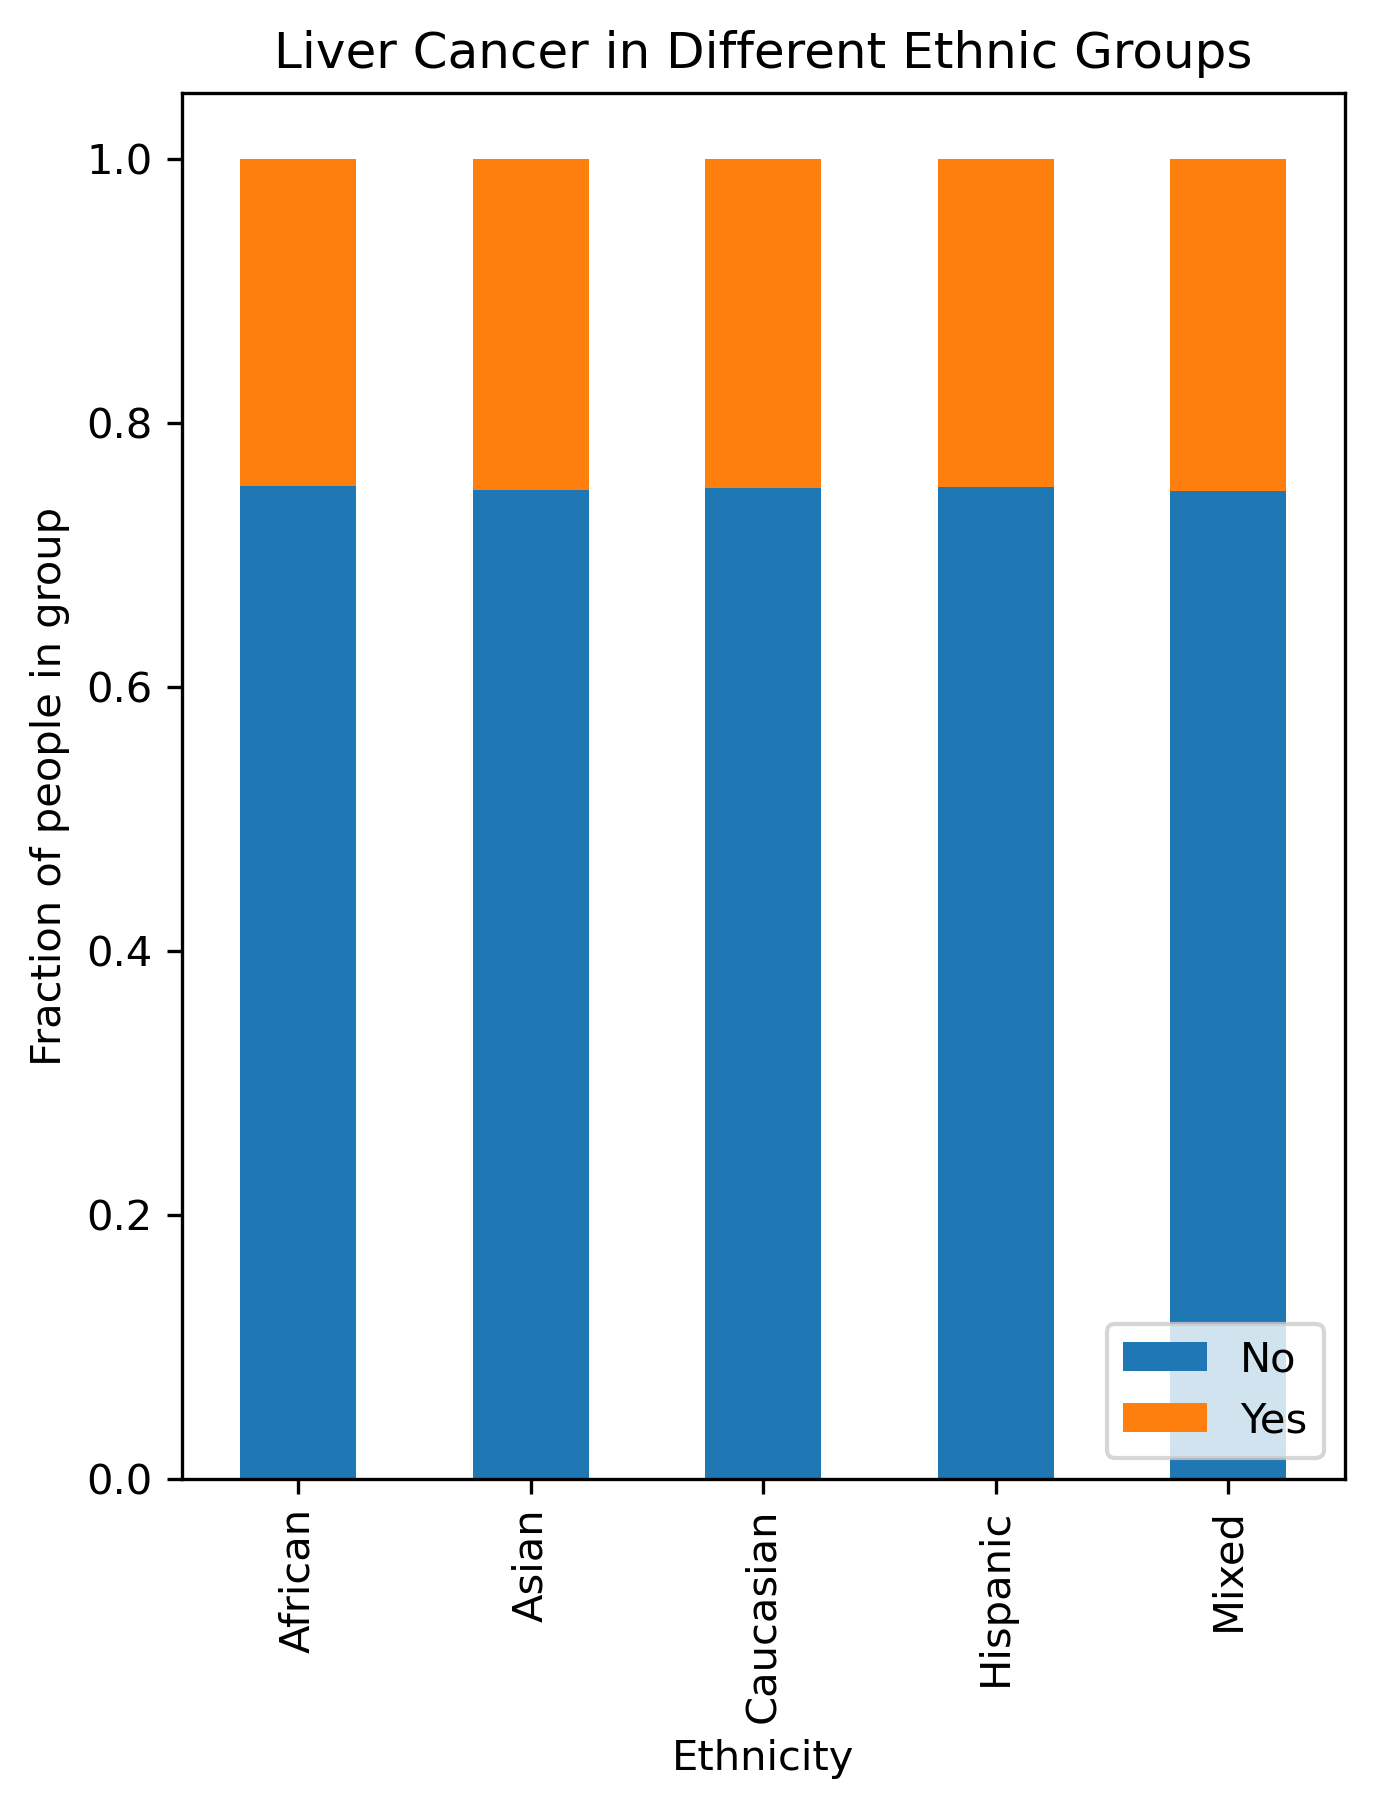 Liver Cancer in Different Ethnic Groups
Fraction of people in group
1.0
0.8
0.6
0.4
0.2
0.0
No
Yes
African
Asian
Caucasian
Hispanic
Mixed
Ethnicity